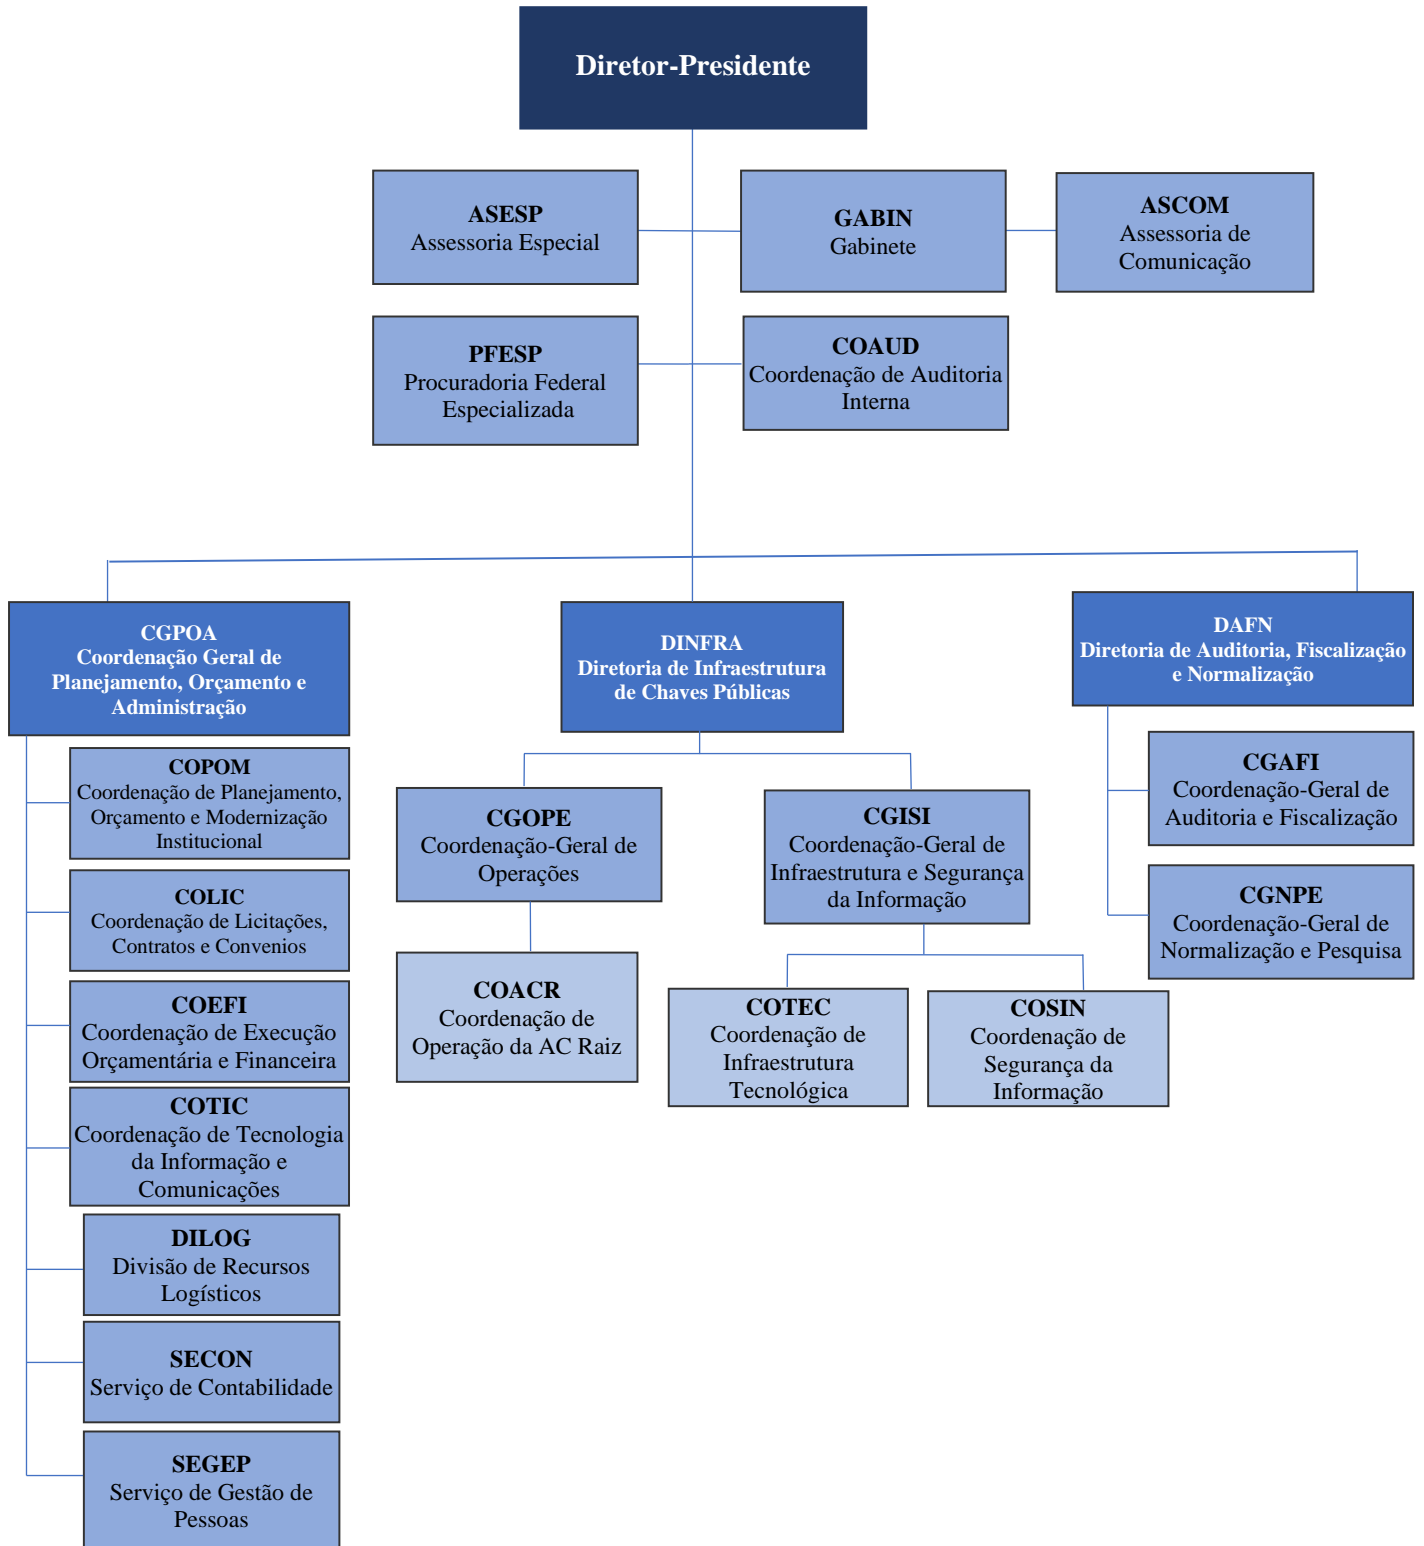 Diretor-Presidente
ASESP
Assessoria Especial
GABIN
Gabinete
ASCOM
Assessoria de
Comunicação
PFESP
Procuradoria Federal
Especializada
COAUD
Coordenação de Auditoria
Interna
CGPOA
Coordenação Geral de
Planejamento, Orçamento e
Administração
COPOM
Coordenação de Planejamento,
Orçamento e Modernização
Institucional
COLIC
Coordenação de Licitações,
Contratos e Convenios
COEFI
Coordenação de Execução
Orçamentária e Financeira
COTIC
Coordenação de Tecnologia
da Informação e
Comunicações
DILOG
Divisão de Recursos
Logísticos
SECON
Serviço de Contabilidade
SEGEP
Serviço de Gestão de
Pessoas
DINFRA
Diretoria de Infraestrutura
de Chaves Públicas
CGOPE
Coordenação-Geral de
Operações
COACR
Coordenação de
Operação da AC Raiz
CGISI
Coordenação-Geral de
Infraestrutura e Segurança
da Informação
COTEC
Coordenação de
Infraestrutura
Tecnológica
COSIN
Coordenação de
Segurança da
Informação
DAFN
Diretoria de Auditoria, Fiscalização
e Normalização
CGAFI
Coordenação-Geral de
Auditoria e Fiscalização
CGNPE
Coordenação-Geral de
Normalização e Pesquisa